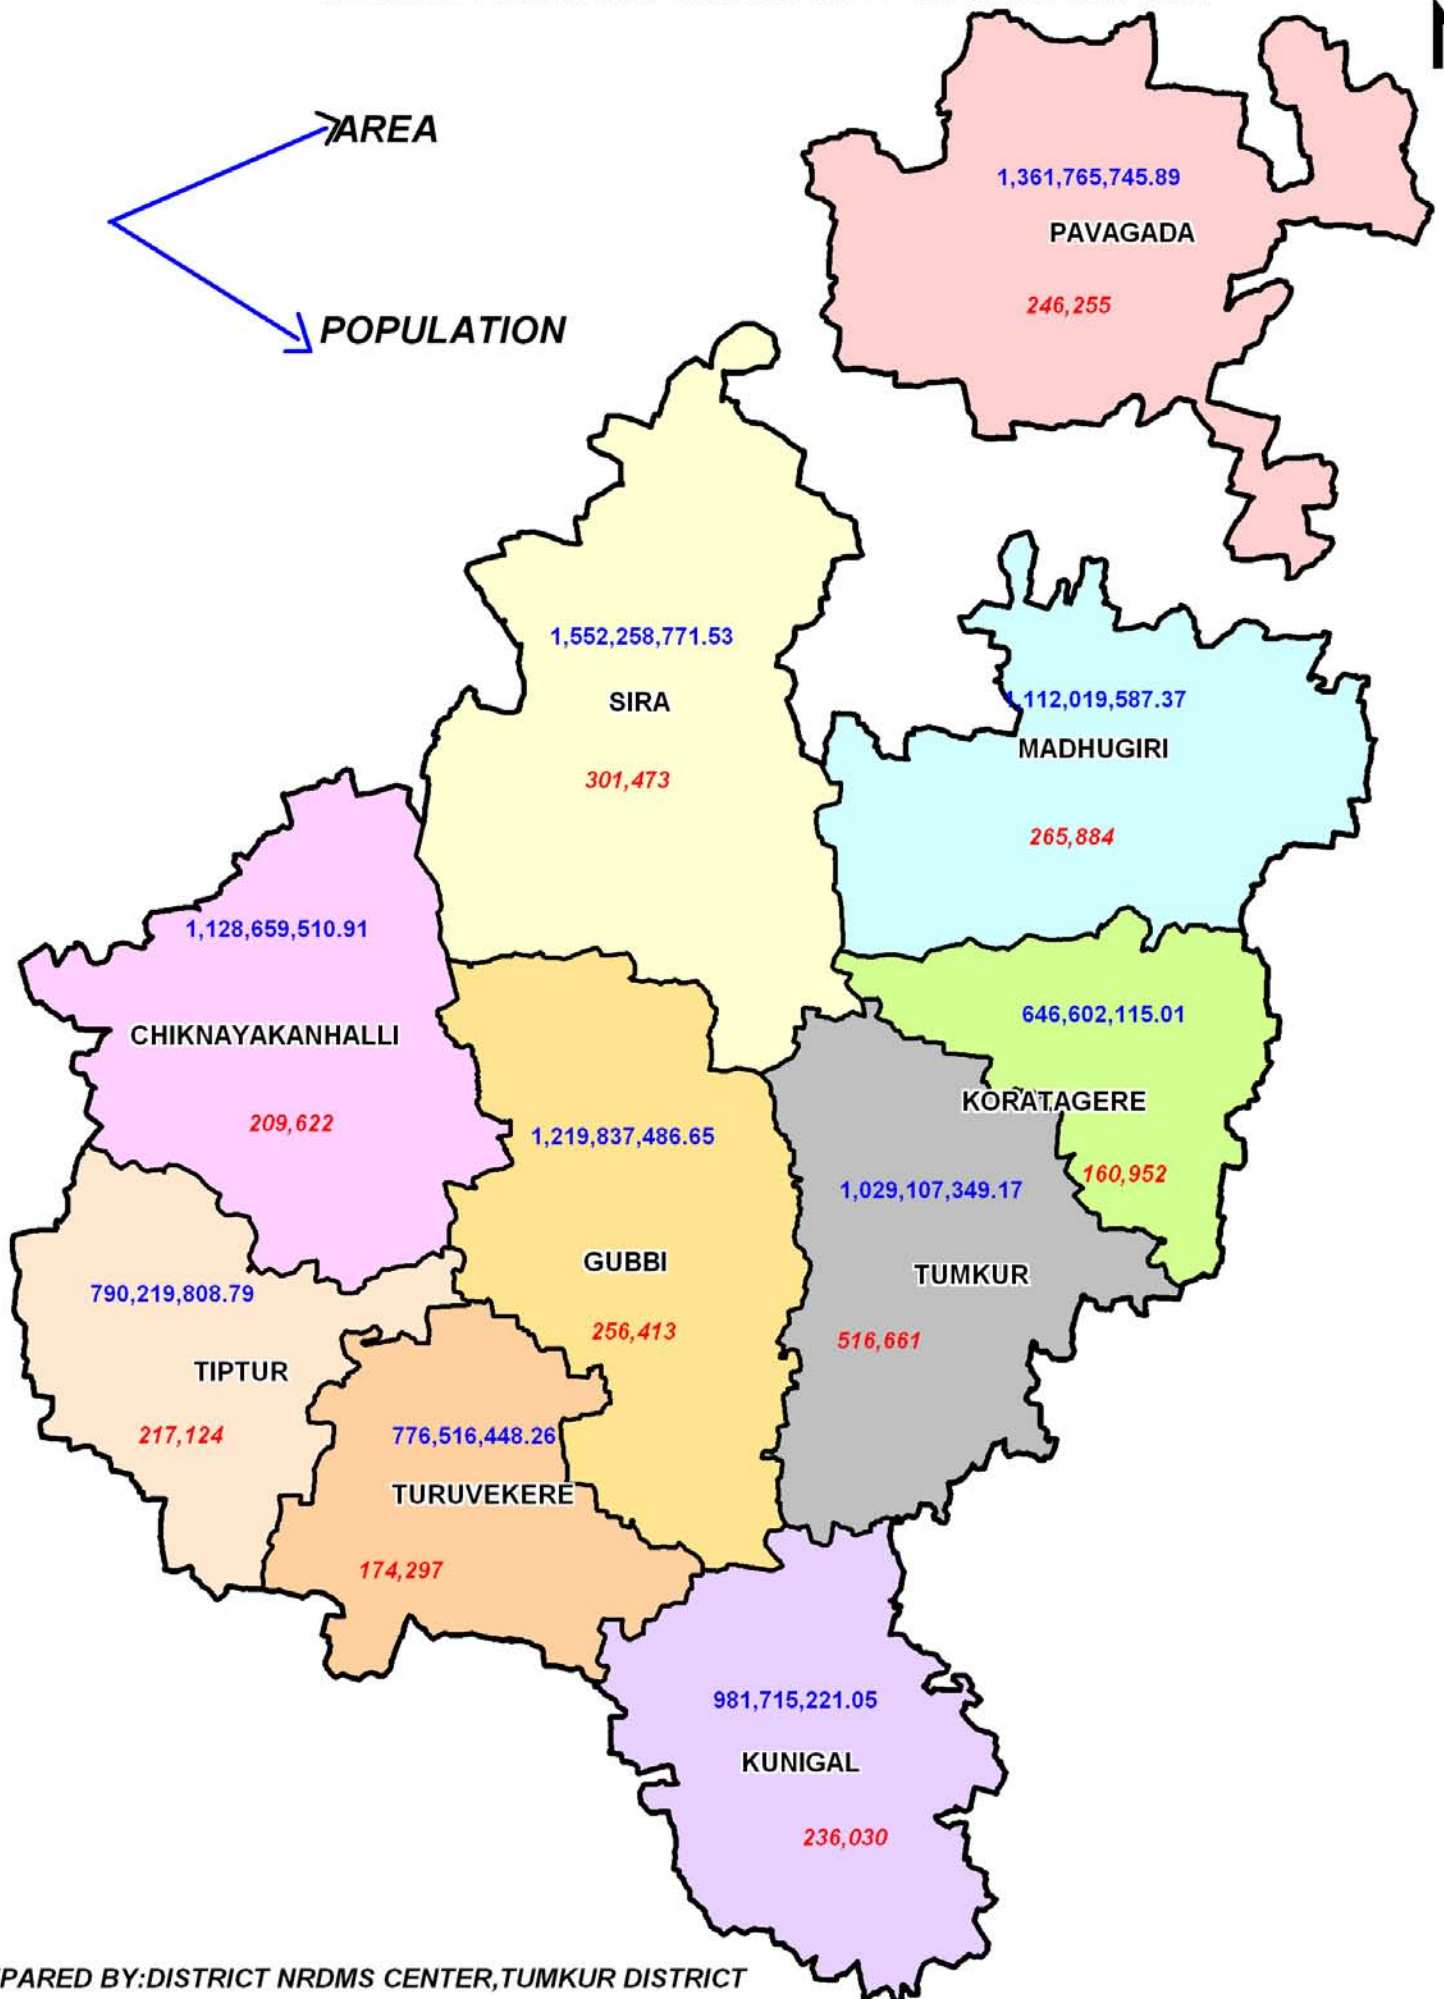 AREA
POPULATION
1,361,765,745.89
PAVAGADA
246,255
1,552,258,771.53
SIRA
301,473
1,112,019,587.37
MADHUGIRI
265,884
1,128,659,510.91
CHIKNAYAKANHALLI
209,622
646,602,115.01
KORATAGERE
160,952
1,219,837,486.65
GUBBI
256,413
1,029,107,349.17
TUMKUR
516,661
790,219,808.79
TIPTUR
217,124
776,516,448.26
TURUVEKERE
174,297
981,715,221.05
KUNIGAL
236,030
PARED BY:DISTRICT NRDMS CENTER,TUMKUR DISTRICT